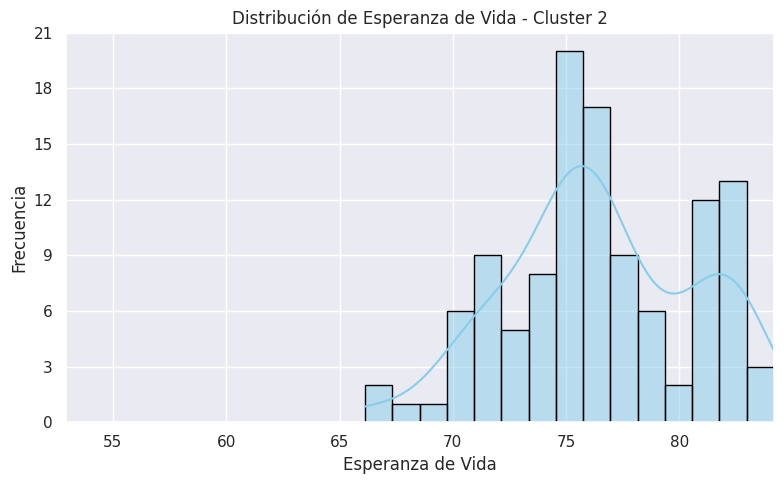 Distribución de Esperanza de Vida - Cluster 2
Frecuencia
21
18
15
12
9
6
3
0
55 60 65 70 75 80
Esperanza de Vida